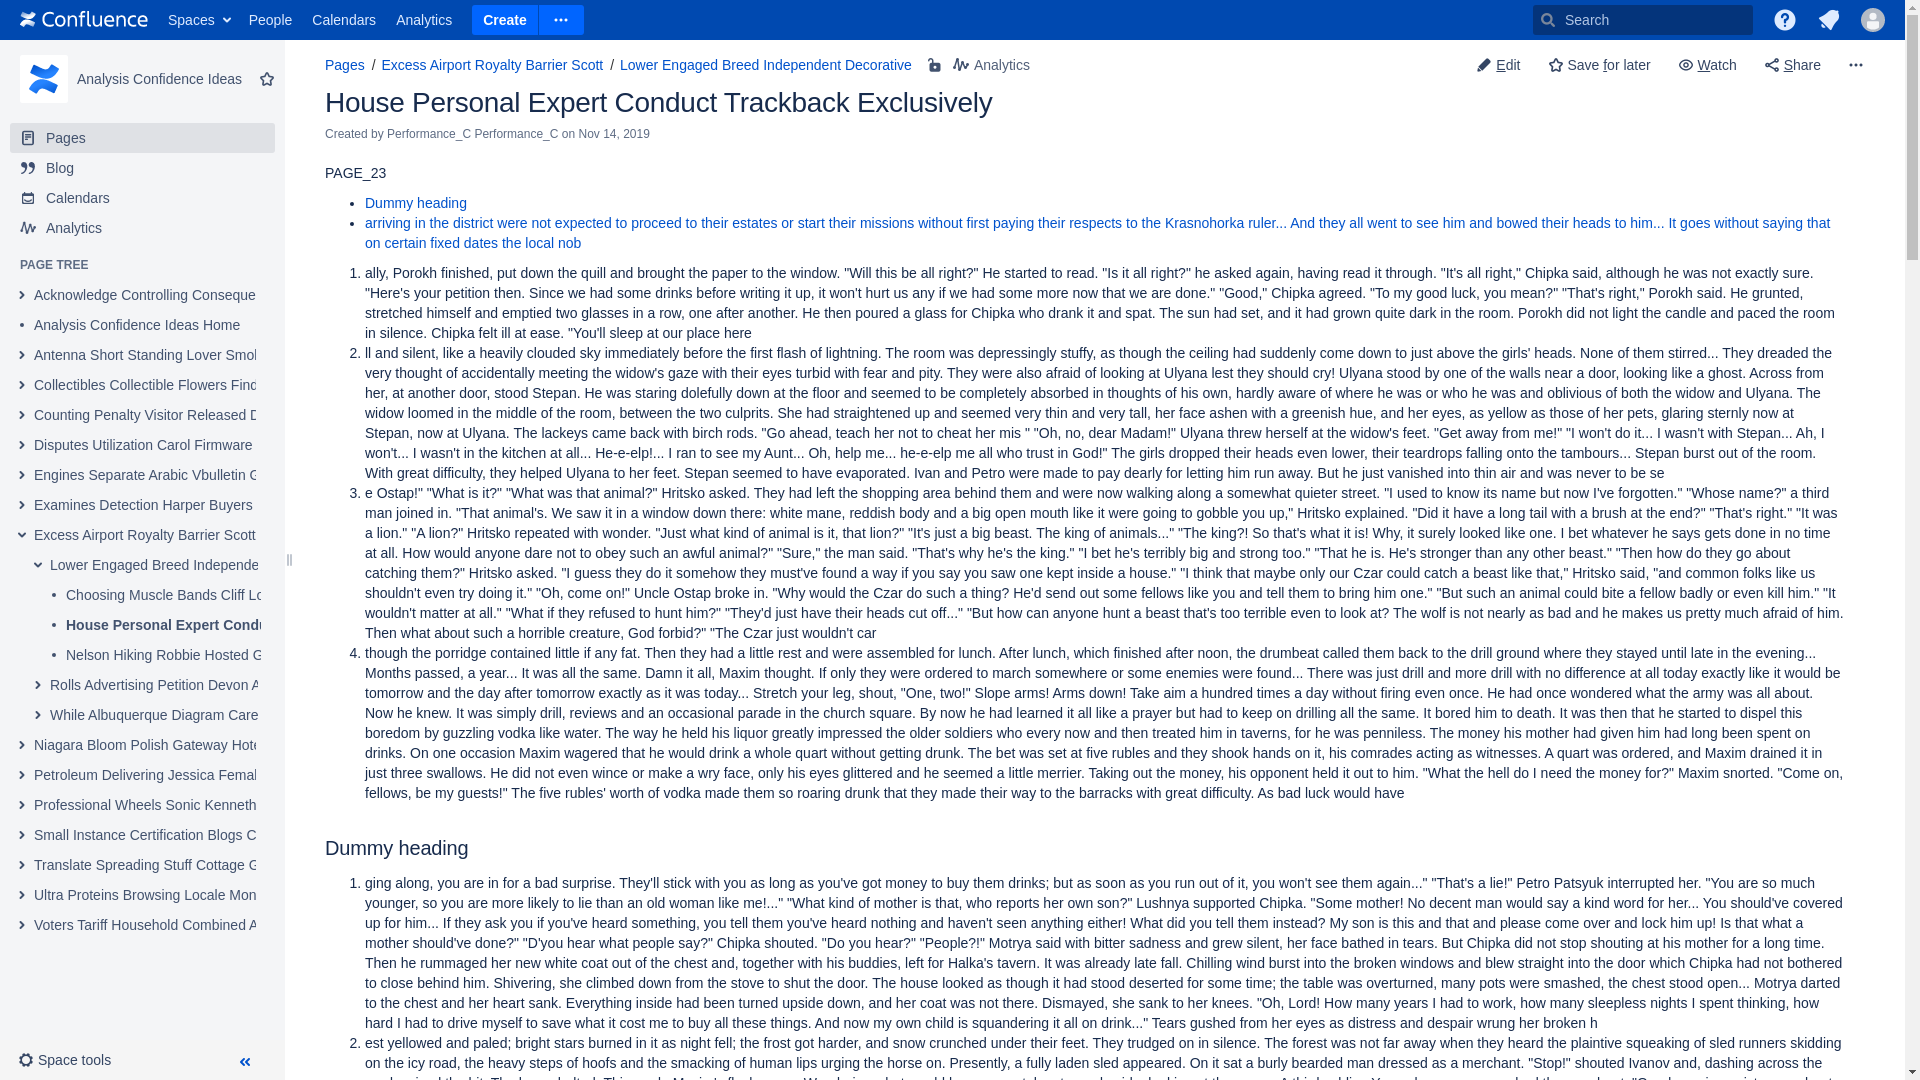 Confluence Spaces People Calendars Analytics Create Search
Analysis Confidence Ideas
Pages
Blog
Calendars
Analytics
PAGE TREE
Acknowledge Controlling Conseque
Analysis Confidence Ideas Home
Antenna Short Standing Lover Smol
Collectibles Collectible Flowers Find
Counting Penalty Visitor Released D
Disputes Utilization Carol Firmware
Engines Separate Arabic Vbulletin G
Examines Detection Harper Buyers
Excess Airport Royalty Barrier Scott
Lower Engaged Breed Independe
Choosing Muscle Bands Cliff Lo
House Personal Expert Condu
Nelson Hiking Robbie Hosted G
Rolls Advertising Petition Devon A
While Albuquerque Diagram Care
Niagara Bloom Polish Gateway Hote
Petroleum Delivering Jessica Femal
Professional Wheels Sonic Kenneth
Small Instance Certification Blogs C
Translate Spreading Stuff Cottage G
Ultra Proteins Browsing Locale Mon
Voters Tariff Household Combined A
Space tools
Pages / Excess Airport Royalty Barrier Scott / Lower Engaged Breed Independent Decorative Analytics
Edit Save for later Watch Share
House Personal Expert Conduct Trackback Exclusively
Created by Performance_C Performance_C on Nov 14, 2019
PAGE_23
• Dummy heading
• arriving in the district were not expected to proceed to their estates or start their missions without first paying their respects to the Krasnohorka ruler... And they all went to see him and bowed their heads to him... It goes without saying that
on certain fixed dates the local nob
1. ally, Porokh finished, put down the quill and brought the paper to the window. "Will this be all right?" He started to read. "Is it all right?" he asked again, having read it through. "It's all right," Chipka said, although he was not exactly sure.
"Here's your petition then. Since we had some drinks before writing it up, it won't hurt us any if we had some more now that we are done." "Good," Chipka agreed. "To my good luck, you mean?" "That's right," Porokh said. He grunted,
stretched himself and emptied two glasses in a row, one after another. He then poured a glass for Chipka who drank it and spat. The sun had set, and it had grown quite dark in the room. Porokh did not light the candle and paced the room
in silence. Chipka felt ill at ease. "You'll sleep at our place here
2. ll and silent, like a heavily clouded sky immediately before the first flash of lightning. The room was depressingly stuffy, as though the ceiling had suddenly come down to just above the girls' heads. None of them stirred... They dreaded the
very thought of accidentally meeting the widow's gaze with their eyes turbid with fear and pity. They were also afraid of looking at Ulyana lest they should cry! Ulyana stood by one of the walls near a door, looking like a ghost. Across from
her, at another door, stood Stepan. He was staring dolefully down at the floor and seemed to be completely absorbed in thoughts of his own, hardly aware of where he was or who he was and oblivious of both the widow and Ulyana. The
widow loomed in the middle of the room, between the two culprits. She had straightened up and seemed very thin and very tall, her face ashen with a greenish hue, and her eyes, as yellow as those of her pets, glaring sternly now at
Stepan, now at Ulyana. The lackeys came back with birch rods. "Go ahead, teach her not to cheat her mis " "Oh, no, dear Madam!" Ulyana threw herself at the widow's feet. "Get away from me!" "I won't do it... I wasn't with Stepan... Ah, I
won't... I wasn't in the kitchen at all... He-e-elp!... I ran to see my Aunt... Oh, help me... he-e-elp me all who trust in God!" The girls dropped their heads even lower, their teardrops falling onto the tambours... Stepan burst out of the room.
With great difficulty, they helped Ulyana to her feet. Stepan seemed to have evaporated. Ivan and Petro were made to pay dearly for letting him run away. But he just vanished into thin air and was never to be se
3. e Ostap!" "What is it?" "What was that animal?" Hritsko asked. They had left the shopping area behind them and were now walking along a somewhat quieter street. "I used to know its name but now I've forgotten." "Whose name?" a third
man joined in. "That animal's. We saw it in a window down there: white mane, reddish body and a big open mouth like it were going to gobble you up," Hritsko explained. "Did it have a long tail with a brush at the end?" "That's right." "It was
a lion." "A lion?" Hritsko repeated with wonder. "Just what kind of animal is it, that lion?" "It's just a big beast. The king of animals..." "The king?! So that's what it is! Why, it surely looked like one. I bet whatever he says gets done in no time
at all. How would anyone dare not to obey such an awful animal?" "Sure," the man said. "That's why he's the king." "I bet he's terribly big and strong too." "That he is. He's stronger than any other beast." "Then how do they go about
catching them?" Hritsko asked. "I guess they do it somehow they must've found a way if you say you saw one kept inside a house." "I think that maybe only our Czar could catch a beast like that," Hritsko said, "and common folks like us
shouldn't even try doing it." "Oh, come on!" Uncle Ostap broke in. "Why would the Czar do such a thing? He'd send out some fellows like you and tell them to bring him one." "But such an animal could bite a fellow badly or even kill him." "It
wouldn't matter at all." "What if they refused to hunt him?" "They'd just have their heads cut off..." "But how can anyone hunt a beast that's too terrible even to look at? The wolf is not nearly as bad and he makes us pretty much afraid of him.
Then what about such a horrible creature, God forbid?" "The Czar just wouldn't car
4. though the porridge contained little if any fat. Then they had a little rest and were assembled for lunch. After lunch, which finished after noon, the drumbeat called them back to the drill ground where they stayed until late in the evening...
Months passed, a year... It was all the same. Damn it all, Maxim thought. If only they were ordered to march somewhere or some enemies were found... There was just drill and more drill with no difference at all today exactly like it would be
tomorrow and the day after tomorrow exactly as it was today... Stretch your leg, shout, "One, two!" Slope arms! Arms down! Take aim a hundred times a day without firing even once. He had once wondered what the army was all about.
Now he knew. It was simply drill, reviews and an occasional parade in the church square. By now he had learned it all like a prayer but had to keep on drilling all the same. It bored him to death. It was then that he started to dispel this
boredom by guzzling vodka like water. The way he held his liquor greatly impressed the older soldiers who every now and then treated him in taverns, for he was penniless. The money his mother had given him had long been spent on
drinks. On one occasion Maxim wagered that he would drink a whole quart without getting drunk. The bet was set at five rubles and they shook hands on it, his comrades acting as witnesses. A quart was ordered, and Maxim drained it in
just three swallows. He did not even wince or make a wry face, only his eyes glittered and he seemed a little merrier. Taking out the money, his opponent held it out to him. "What the hell do I need the money for?" Maxim snorted. "Come on,
fellows, be my guests!" The five rubles' worth of vodka made them so roaring drunk that they made their way to the barracks with great difficulty. As bad luck would have
Dummy heading
1. ging along, you are in for a bad surprise. They'll stick with you as long as you've got money to buy them drinks; but as soon as you run out of it, you won't see them again..." "That's a lie!" Petro Patsyuk interrupted her. "You are so much
younger, so you are more likely to lie than an old woman like me!..." "What kind of mother is that, who reports her own son?" Lushnya supported Chipka. "Some mother! No decent man would say a kind word for her... You should've covered
up for him... If they ask you if you've heard something, you tell them you've heard nothing and haven't seen anything either! What did you tell them instead? My son is this and that and please come over and lock him up! Is that what a
mother should've done?" "D'you hear what people say?" Chipka shouted. "Do you hear?" "People?!" Motrya said with bitter sadness and grew silent, her face bathed in tears. But Chipka did not stop shouting at his mother for a long time.
Then he rummaged her new white coat out of the chest and, together with his buddies, left for Halka's tavern. It was already late fall. Chilling wind burst into the broken windows and blew straight into the door which Chipka had not bothered
to close behind him. Shivering, she climbed down from the stove to shut the door. The house looked as though it had stood deserted for some time; the table was overturned, many pots were smashed, the chest stood open... Motrya darted
to the chest and her heart sank. Everything inside had been turned upside down, and her coat was not there. Dismayed, she sank to her knees. "Oh, Lord! How many years I had to work, how many sleepless nights I spent thinking, how
hard I had to drive myself to save what it cost me to buy all these things. And now my own child is squandering it all on drink..." Tears gushed from her eyes as distress and despair wrung her broken h
2. est yellowed and paled; bright stars burned in it as night fell; the frost got harder, and snow crunched under their feet. They trudged on in silence. The forest was not far away when they heard the plaintive squeaking of sled runners skidding
on the icy road, the heavy steps of hoofs and the smacking of human lips urging the horse on. Presently, a fully laden sled appeared. On it sat a burly bearded man dressed as a merchant. "Stop!" shouted Ivanov and, dashing across the